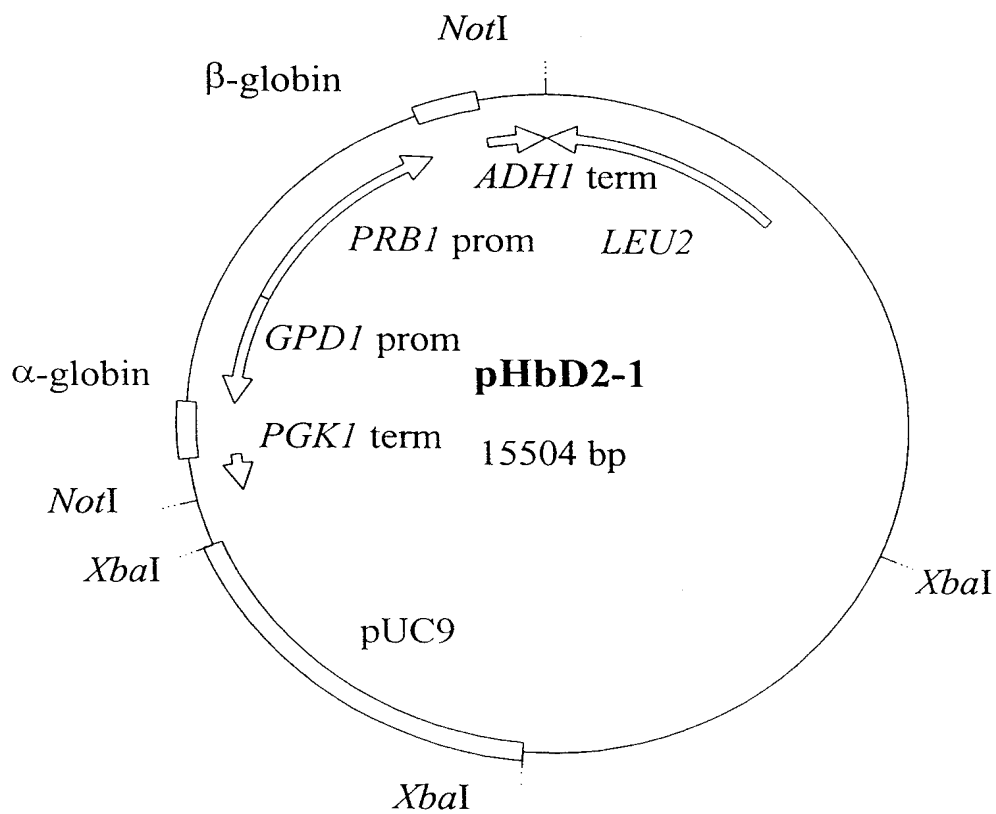 NotI
β-globin
ADH1 term
PRB1 prom
LEU2
GPD1 prom
α-globin
pHbD2-1
PGK1 term
15504 bp
NotI
XbaI
XbaI
pUC9
XbaI